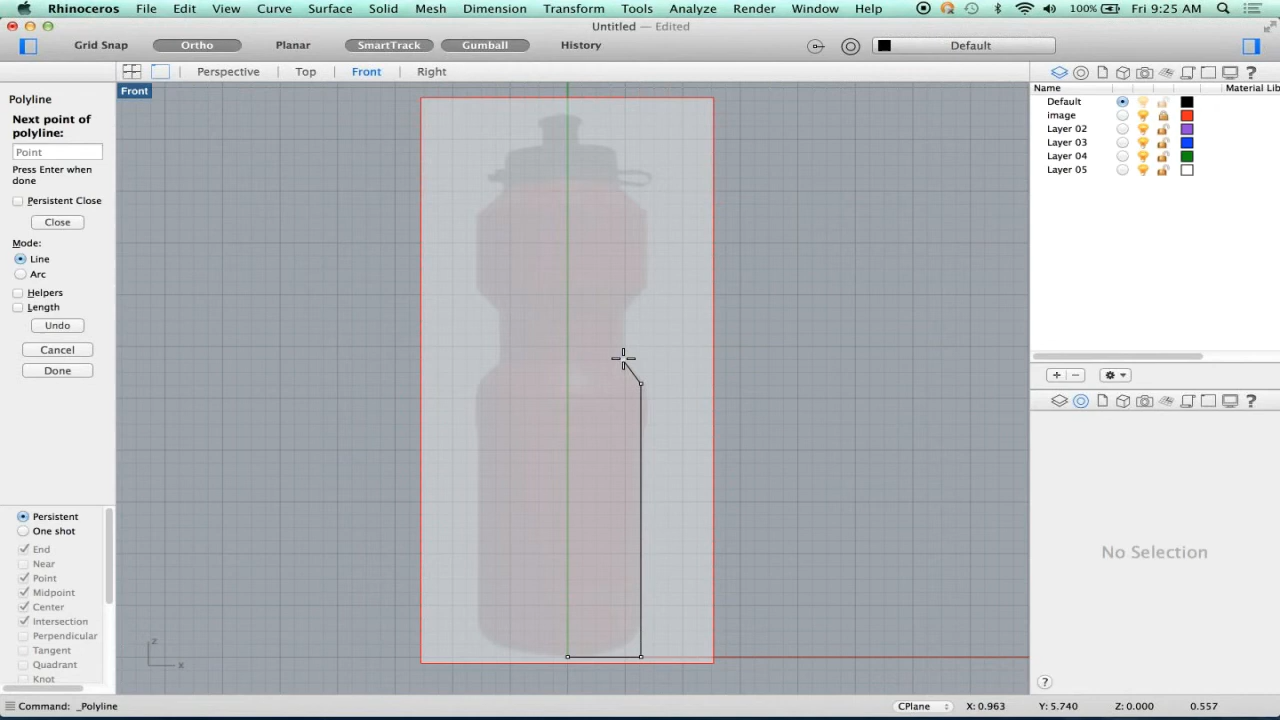 Rhinoceros File Edit View Curve Surface Solid Mesh Dimension Transform Tools Analyze Render Window Help 100% Fri 9:25 AM
Untitled — Edited
Grid Snap Ortho Planar SmartTrack Gumball History Default
Perspective Top Front Right
Front
Polyline
Next point of
polyline:
Point
Press Enter when
done
Persistent Close
Close
Mode:
Line
Arc
Helpers
Length
Undo
Cancel
Done
Persistent
One shot
End
Near
Point
Midpoint
Center
Intersection
Perpendicular
Tangent
Quadrant
Knot
z
x
Name Material Lib
Default
image
Layer 02
Layer 03
Layer 04
Layer 05
No Selection
Command: _Polyline CPlane X: 0.963 Y: 5.740 Z: 0.000 0.557